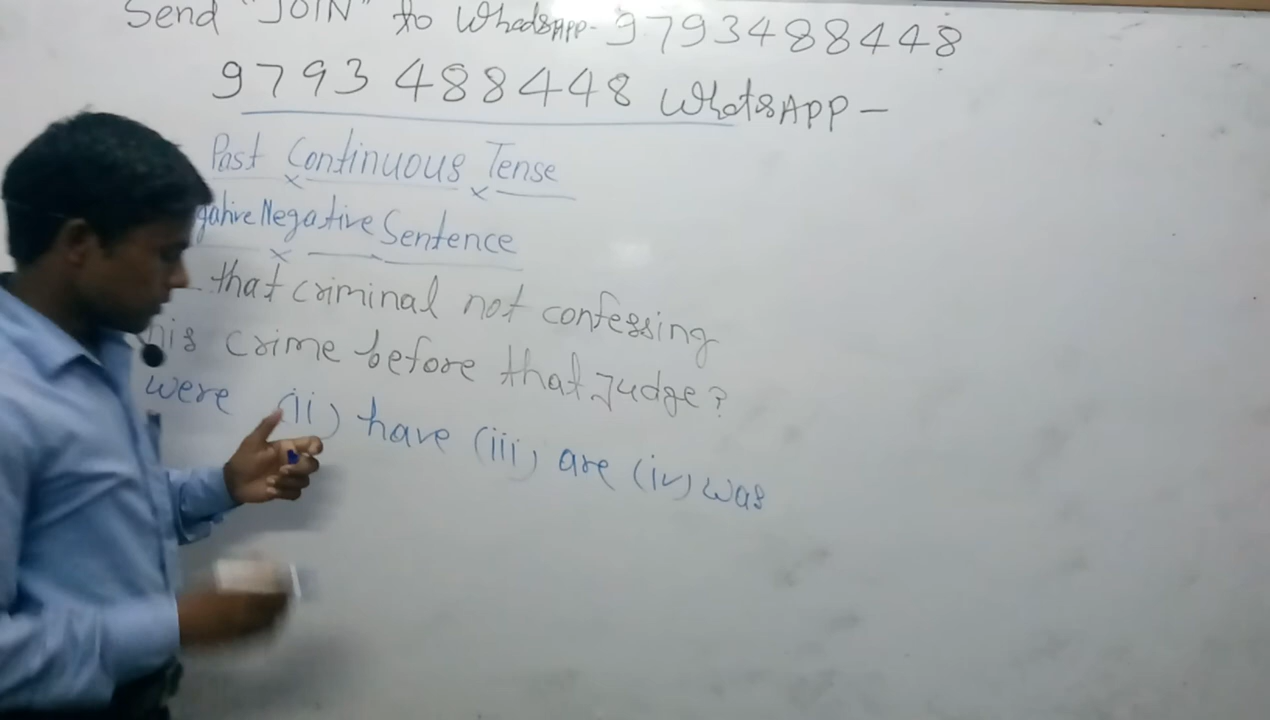 Send "JOIN" to WhatsApp- 9793488448
9793 488448 WhatsApp -
Past Continuous Tense
gative Negative Sentence
that criminal not confessing
his crime before that judge?
were (ii) have (iii) are (iv) was